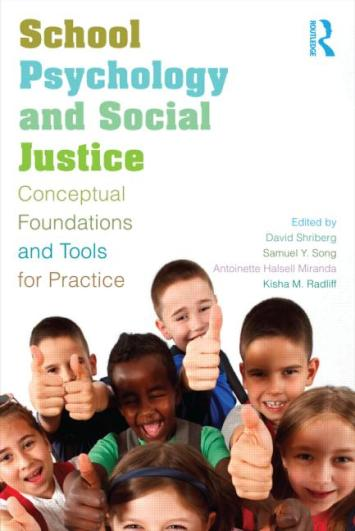 School
Psychology
and Social
Justice
Conceptual
Foundations
and Tools
for Practice
ROUTLEDGE
Edited by
David Shriberg
Samuel Y. Song
Antoinette Halsell Miranda
Kisha M. Radliff